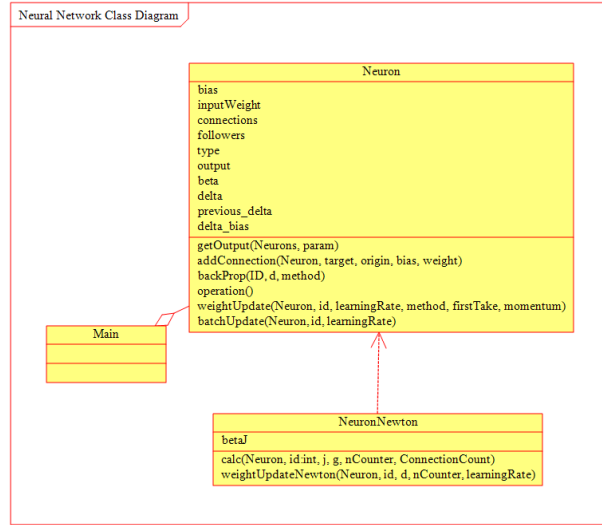 Neural Network Class Diagram
Neuron
bias
inputWeight
connections
followers
type
output
beta
delta
previous_delta
delta_bias
getOutput(Neurons, param)
addConnection(Neuron, target, origin, bias, weight)
backProp(ID, d, method)
operation()
weightUpdate(Neuron, id, learningRate, method, firstTake, momentum)
batchUpdate(Neuron, id, learningRate)
Main
NeuronNewton
betaJ
calc(Neuron, id:int, j, g, nCounter, ConnectionCount)
weightUpdateNewton(Neuron, id, d, nCounter, learningRate)